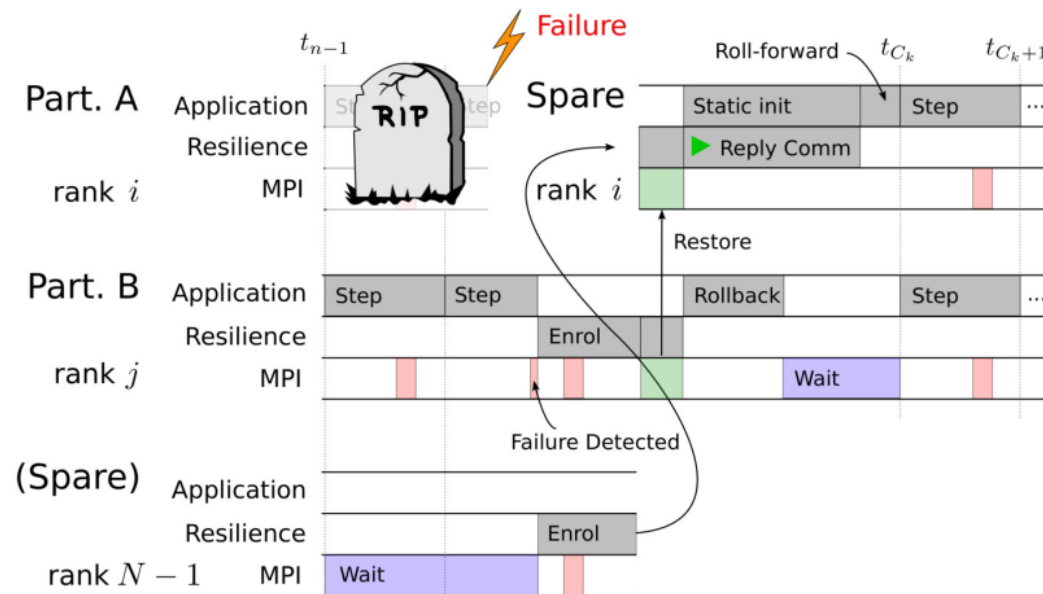 Failure
t_{n−1}
Roll-forward
t_{C_k}
t_{C_k+1}
Part. A
Application
Step
RIP
Spare
Static init
Step
...
Resilience
Reply Comm
rank i
MPI
rank i
Restore
Part. B
Application
Step
Step
Rollback
Step
...
Resilience
Enrol
rank j
MPI
Wait
Failure Detected
(Spare)
Application
Resilience
Enrol
rank N − 1
MPI
Wait